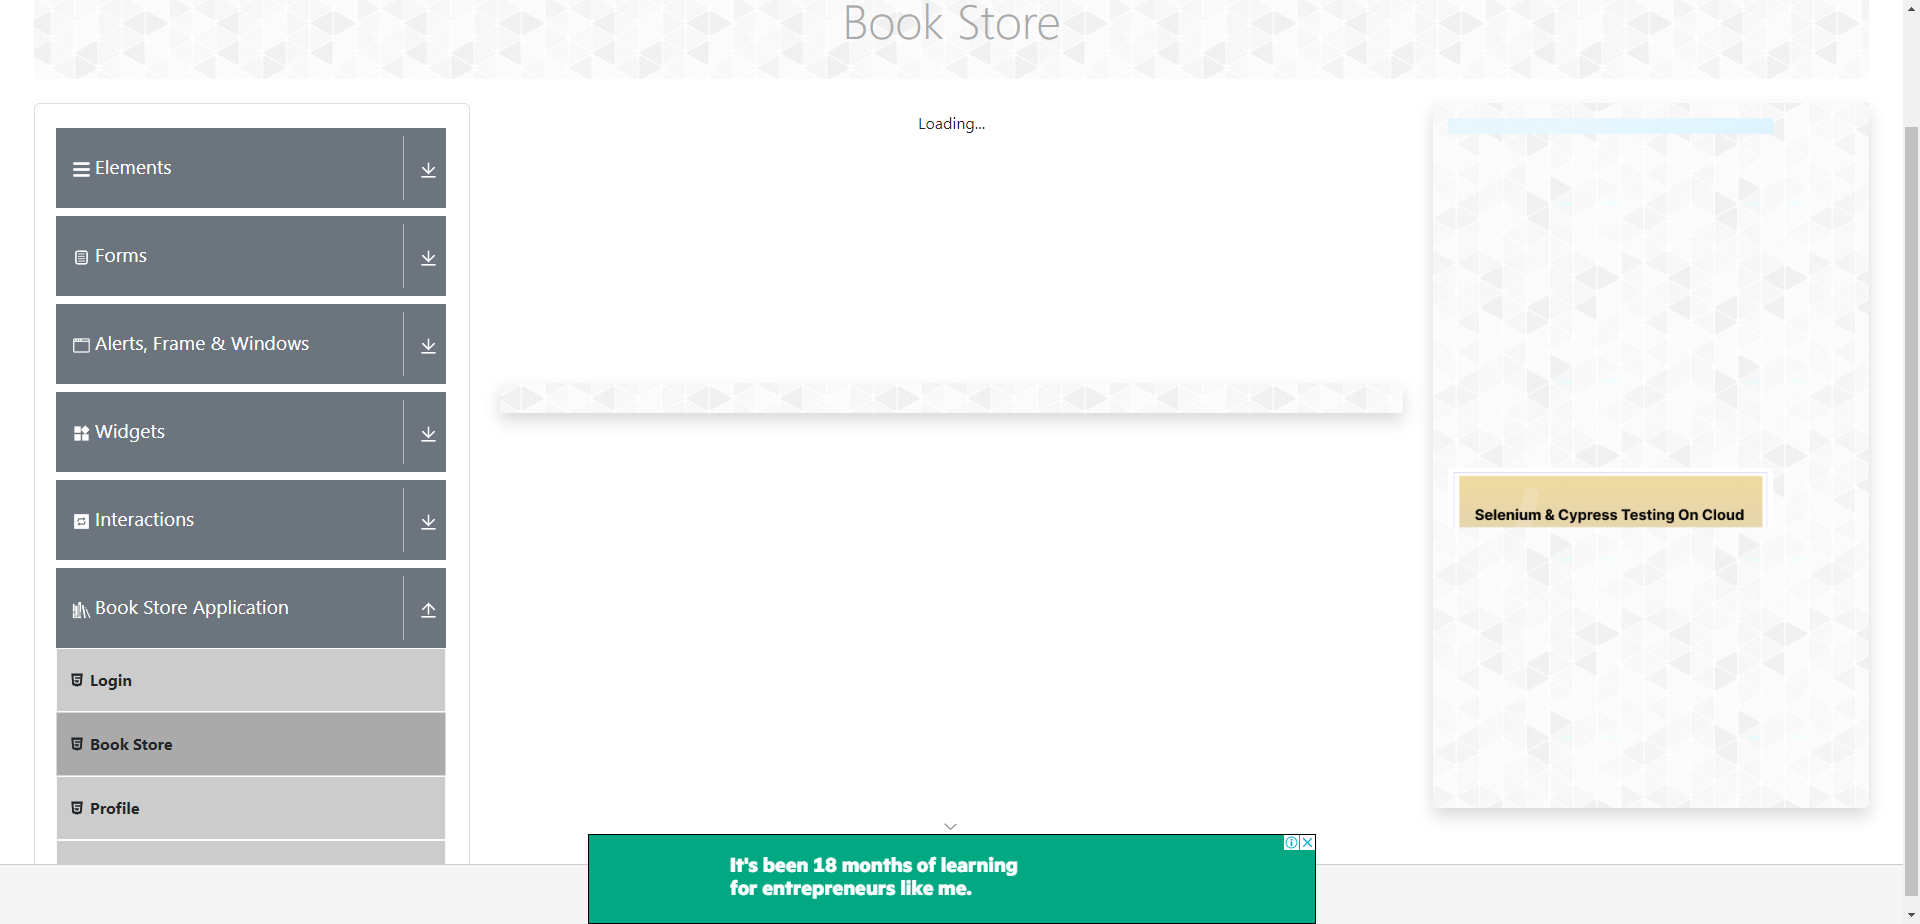 Book Store
Elements
Forms
Alerts, Frame & Windows
Widgets
Interactions
Book Store Application
Login
Book Store
Profile
Loading...
Selenium & Cypress Testing On Cloud
It's been 18 months of learning
for entrepreneurs like me.